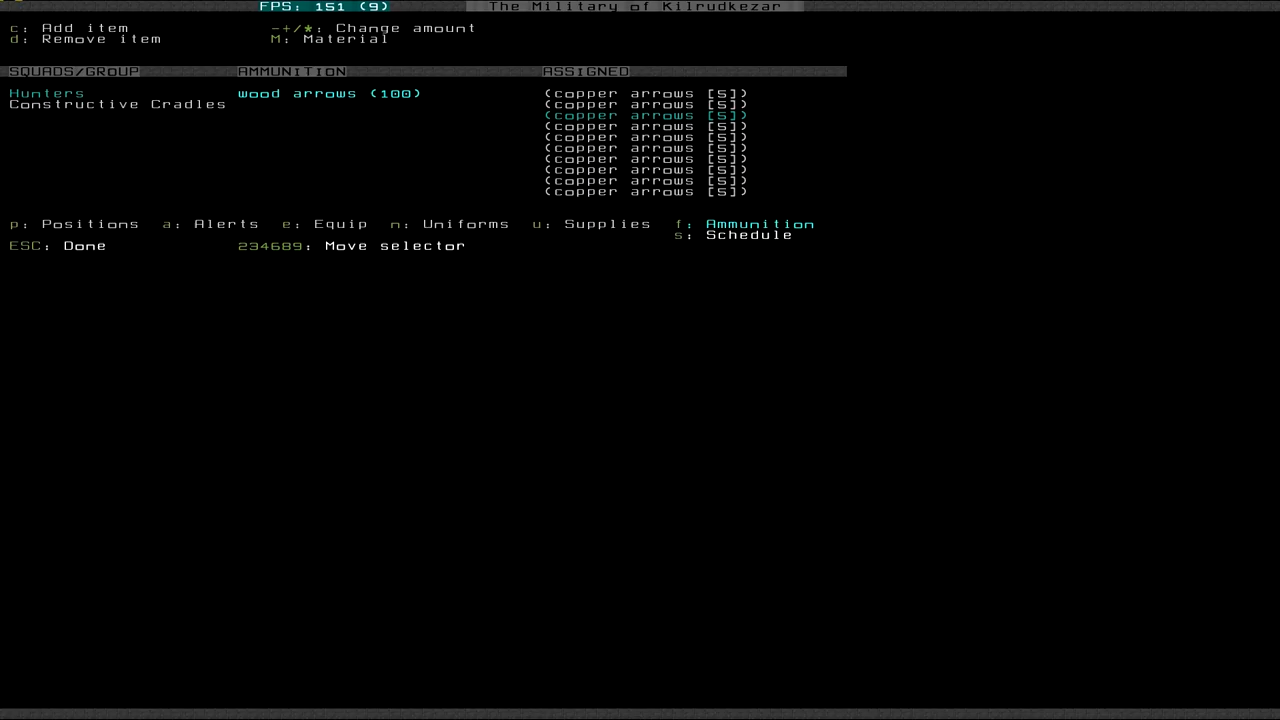 FPS: 151 (9) The Military of Kilrudkezar
c: Add item -+/*: Change amount
d: Remove item M: Material
SQUADS/GROUP AMMUNITION ASSIGNED
Hunters wood arrows (100) (copper arrows [5])
Constructive Cradles (copper arrows [5])
(copper arrows [5])
(copper arrows [5])
(copper arrows [5])
(copper arrows [5])
(copper arrows [5])
(copper arrows [5])
(copper arrows [5])
(copper arrows [5])
p: Positions a: Alerts e: Equip n: Uniforms u: Supplies f: Ammunition
s: Schedule
ESC: Done 234689: Move selector